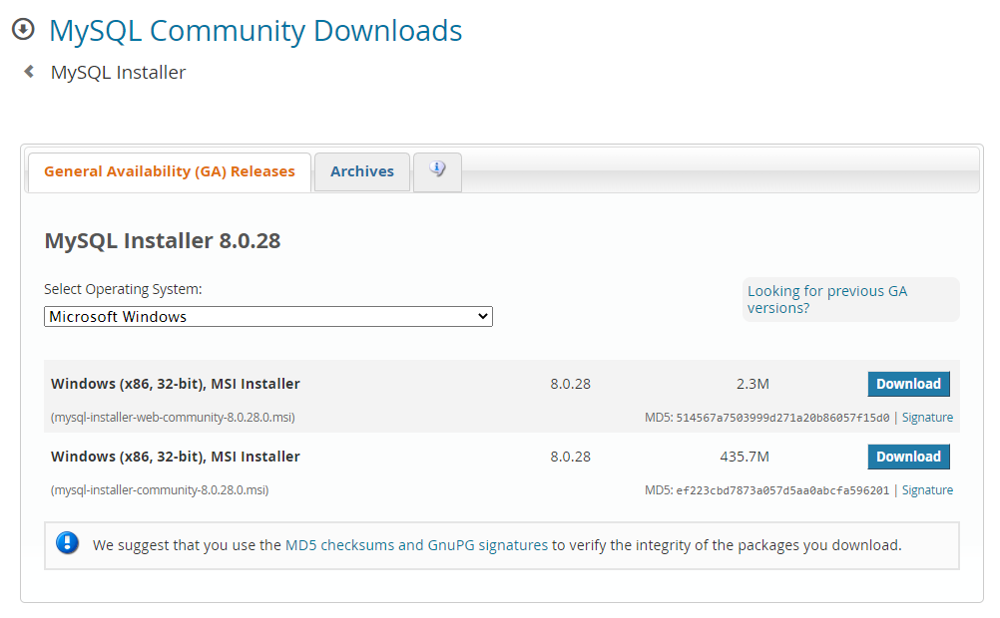 MySQL Community Downloads
MySQL Installer
General Availability (GA) Releases
Archives
MySQL Installer 8.0.28
Select Operating System:
Microsoft Windows
Looking for previous GA
versions?
Windows (x86, 32-bit), MSI Installer 8.0.28 2.3M Download
(mysql-installer-web-community-8.0.28.0.msi) MD5: 514567a7503999d271a20b86057f15d0 | Signature
Windows (x86, 32-bit), MSI Installer 8.0.28 435.7M Download
(mysql-installer-community-8.0.28.0.msi) MD5: ef223cbd7873a057d5aa0abcfa596201 | Signature
We suggest that you use the MD5 checksums and GnuPG signatures to verify the integrity of the packages you download.